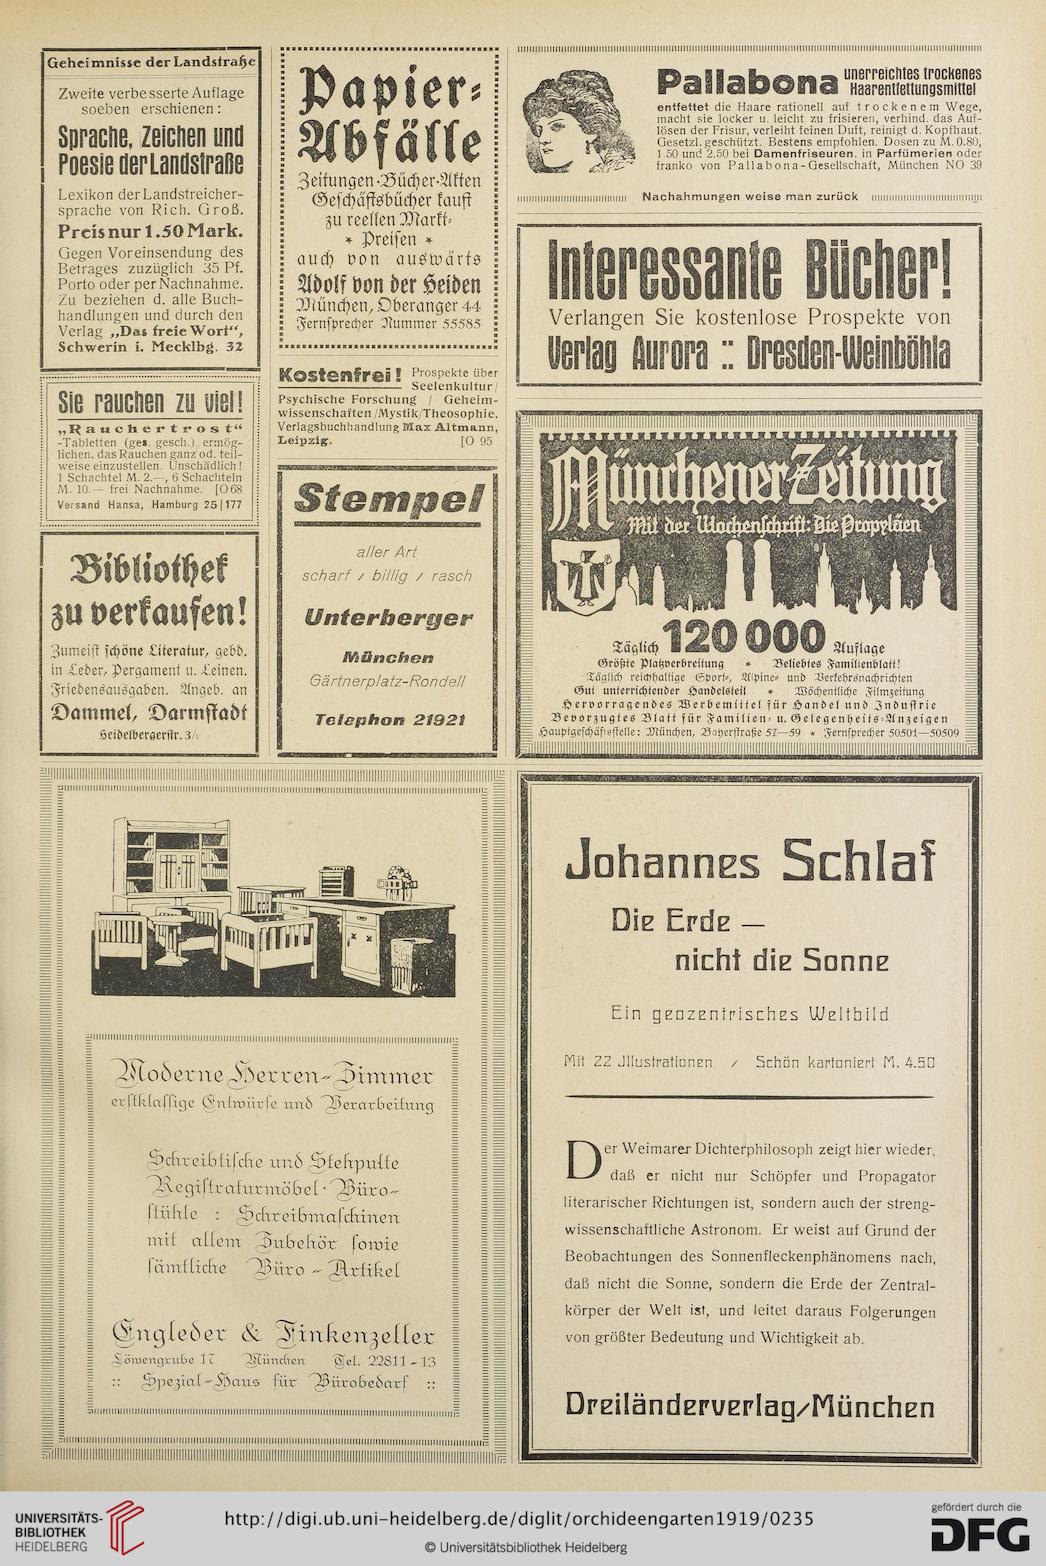 Geheimnisse der Landstraße
Zweite verbesserte Auflage
soeben erschienen:
Sprache, Zeichen und
Poesie der Landstraße
Lexikon der Landstreicher-
sprache von Rich. Groß.
Preis nur 1.50 Mark.
Gegen Voreinsendung des
Betrages zuzüglich 35 Pf.
Porto oder per Nachnahme.
Zu beziehen d. alle Buch-
handlungen und durch den
Verlag „Das freie Wort“,
Schwerin i. Mecklbg. 32
Sie rauchen zu viel!
„Rauchertrost“
-Tabletten (ges. gesch.) ermög-
lichen, das Rauchen ganz od. teil-
weise einzustellen. Unschädlich!
1 Schachtel M. 2.—, 6 Schachteln
M. 10.— frei Nachnahme. [O 68
Versand Hansa, Hamburg 25 [177
Bibliothek
zu verkaufen!
Zumeist schöne Literatur, gebd.
in Leder, Pergament u. Leinen.
Friedensausgaben. Angeb. an
Dammel, Darmstadt
Heidelbergerstr. 3/
Papier-
Abfälle
Zeitungen·Bücher·Akten
Geschäftsbücher kauft
zu reellen Markt-
* Preisen *
auch von auswärts
Adolf von der Heiden
München, Oberanger 44
Fernsprecher Nummer 55585
Kostenfrei! Prospekte über
Seelenkultur /
Psychische Forschung / Geheim-
wissenschaften / Mystik / Theosophie.
Verlagsbuchhandlung Max Altmann,
Leipzig. [O 95
Stempel
aller Art
scharf / billig / rasch
Unterberger
München
Gärtnerplatz-Rondell
Telephon 21921
Pallabona unerreichtes trockenes
Haarentfettungsmittel
entfettet die Haare rationell auf trockenem Wege,
macht sie locker u. leicht zu frisieren, verhind. das Auf-
lösen der Frisur, verleiht feinen Duft, reinigt d. Kopfhaut.
Gesetzl. geschützt. Bestens empfohlen. Dosen zu M. 0.80,
1.50 und 2.50 bei Damenfriseuren, in Parfümerien oder
franko von Pallabona-Gesellschaft, München NO 39
Nachahmungen weise man zurück
Interessante Bücher!
Verlangen Sie kostenlose Prospekte von
Verlag Aurora :: Dresden-Weinböhla
Münchener Zeitung
Mit der Wochenschrift: Die Propyläen
Täglich 120 000 Auflage
Größte Platzverbreitung * Beliebtes Familienblatt!
Täglich reichhaltige Sport-, Alpine- und Verkehrsnachrichten
Gut unterrichtender Handelsteil * Wöchentliche Filmzeitung
Hervorragendes Werbemittel für Handel und Industrie
Bevorzugtes Blatt für Familien- u. Gelegenheits-Anzeigen
Hauptgeschäftsstelle: München, Bayerstraße 57—59 * Fernsprecher 50501—50509
Moderne Herren-Zimmer
erstklassige Entwürfe und Verarbeitung
Schreibtische und Stehpulte
Registraturmöbel · Büro-
stühle : Schreibmaschinen
mit allem Zubehör sowie
sämtliche Büro - Artikel
Engleder & Finkenzeller
Löwengrube 17 München Tel. 22811-13
:: Spezial-Haus für Bürobedarf ::
Johannes Schlaf
Die Erde —
nicht die Sonne
Ein geozentrisches Weltbild
Mit 22 Jllustrationen / Schön kartoniert M. 4.50
Der Weimarer Dichterphilosoph zeigt hier wieder,
daß er nicht nur Schöpfer und Propagator
literarischer Richtungen ist, sondern auch der streng-
wissenschaftliche Astronom. Er weist auf Grund der
Beobachtungen des Sonnenfleckenphänomens nach,
daß nicht die Sonne, sondern die Erde der Zentral-
körper der Welt ist, und leitet daraus Folgerungen
von größter Bedeutung und Wichtigkeit ab.
Dreiländerverlag/München
UNIVERSITÄTS-
BIBLIOTHEK
HEIDELBERG
http://digi.ub.uni-heidelberg.de/diglit/orchideengarten1919/0235
© Universitätsbibliothek Heidelberg
gefördert durch die
DFG